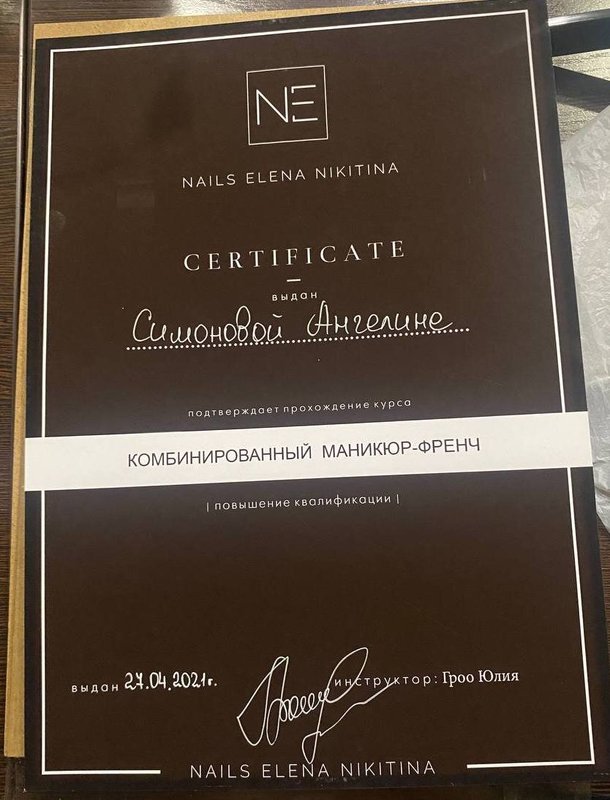 NE
NAILS ELENA NIKITINA
CERTIFICATE
выдан
Симоновой Ангелине
подтверждает прохождение курса
КОМБИНИРОВАННЫЙ МАНИКЮР-ФРЕНЧ
| повышение квалификации |
выдан 27.04.2021г. инструктор: Гроо Юлия
NAILS ELENA NIKITINA